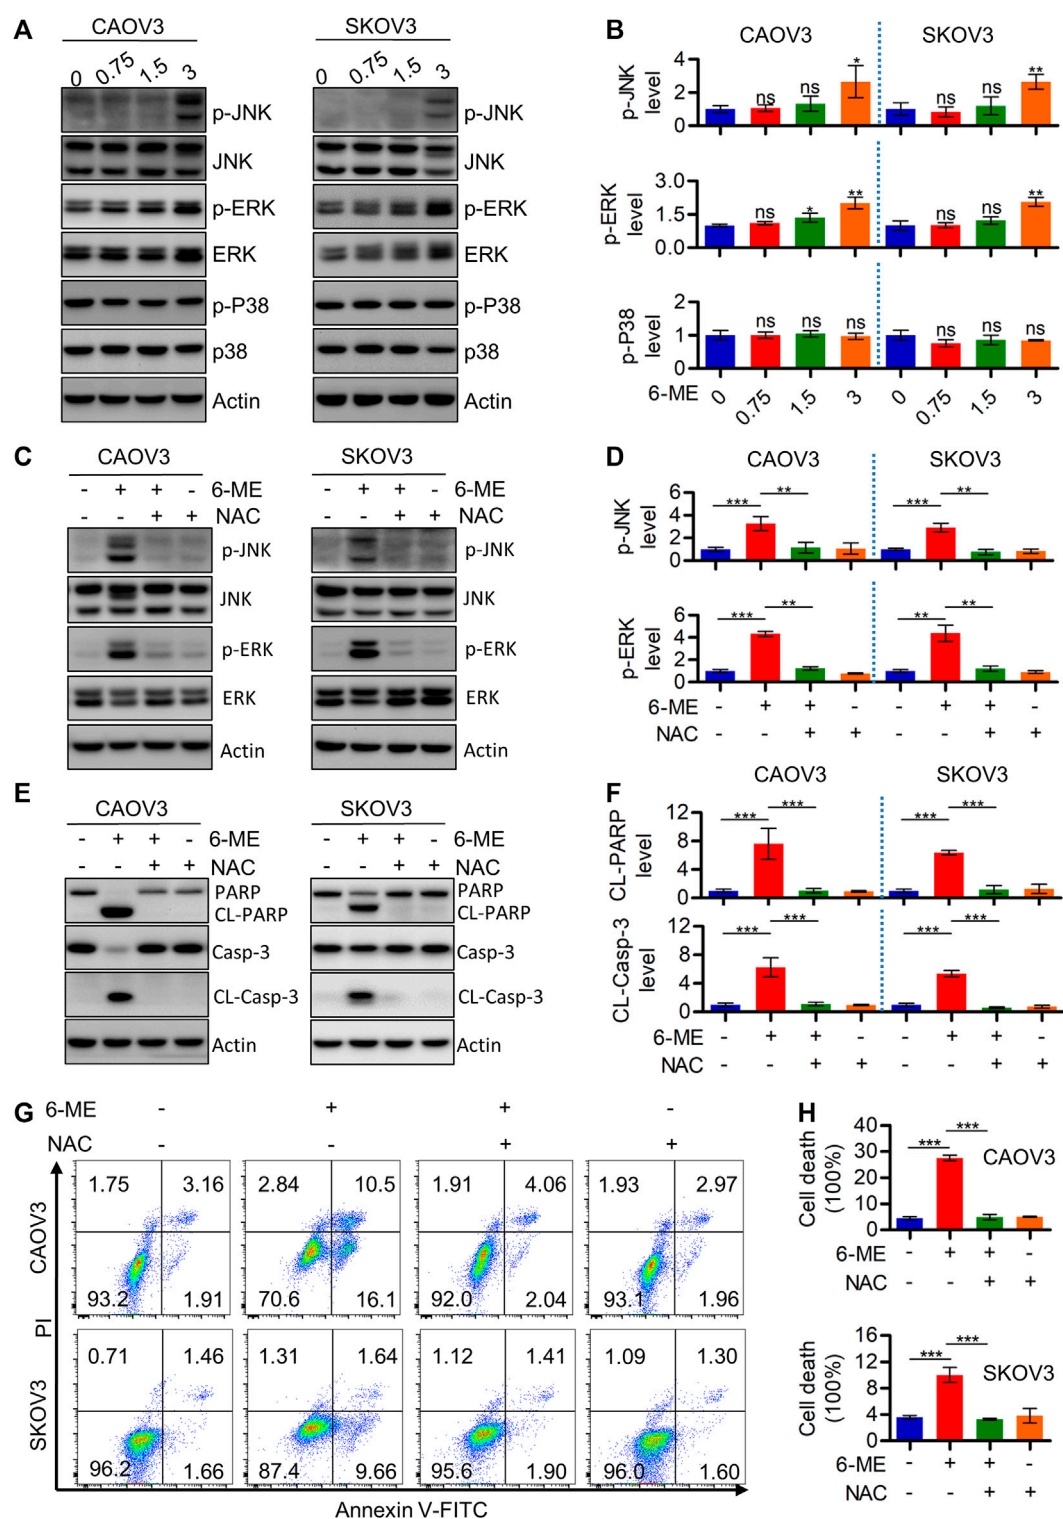 A
CAOV3
SKOV3
0 0.75 1.5 3
0 0.75 1.5 3
p-JNK
p-JNK
JNK
JNK
p-ERK
p-ERK
ERK
ERK
p-P38
p-P38
p38
p38
Actin
Actin
B
CAOV3
SKOV3
p-JNK level
4
2
0
ns ns *
ns ns **
p-ERK level
3.0
1.5
0.0
ns * **
ns ns **
p-P38 level
2
1
0
ns ns ns
ns ns ns
6-ME 0 0.75 1.5 3 0 0.75 1.5 3
C
CAOV3
SKOV3
- + + - 6-ME - + + -
- - + + NAC - - + +
p-JNK
p-JNK
JNK
JNK
p-ERK
p-ERK
ERK
ERK
Actin
Actin
D
CAOV3
SKOV3
p-JNK level
6
4
2
0
*** **
*** **
p-ERK level
6
4
2
0
*** **
** **
6-ME - + + - - + + -
NAC - - + + - - + +
E
CAOV3
SKOV3
- + + - 6-ME - + + -
- - + + NAC - - + +
PARP
PARP
CL-PARP
CL-PARP
Casp-3
Casp-3
CL-Casp-3
CL-Casp-3
Actin
Actin
F
CAOV3
SKOV3
CL-PARP level
12
8
4
0
*** ***
*** ***
CL-Casp-3 level
12
8
4
0
*** ***
*** ***
6-ME - + + - - + + -
NAC - - + + - - + +
G
6-ME - + + -
NAC - - + +
CAOV3
1.75 3.16 2.84 10.5 1.91 4.06 1.93 2.97
93.2 1.91 70.6 16.1 92.0 2.04 93.1 1.96
PI
SKOV3
0.71 1.46 1.31 1.64 1.12 1.41 1.09 1.30
96.2 1.66 87.4 9.66 95.6 1.90 96.0 1.60
Annexin V-FITC
H
Cell death (100%)
40
30
20
10
0
*** ***
CAOV3
6-ME - + + -
NAC - - + +
Cell death (100%)
16
12
8
4
0
*** ***
SKOV3
6-ME - + + -
NAC - - + +